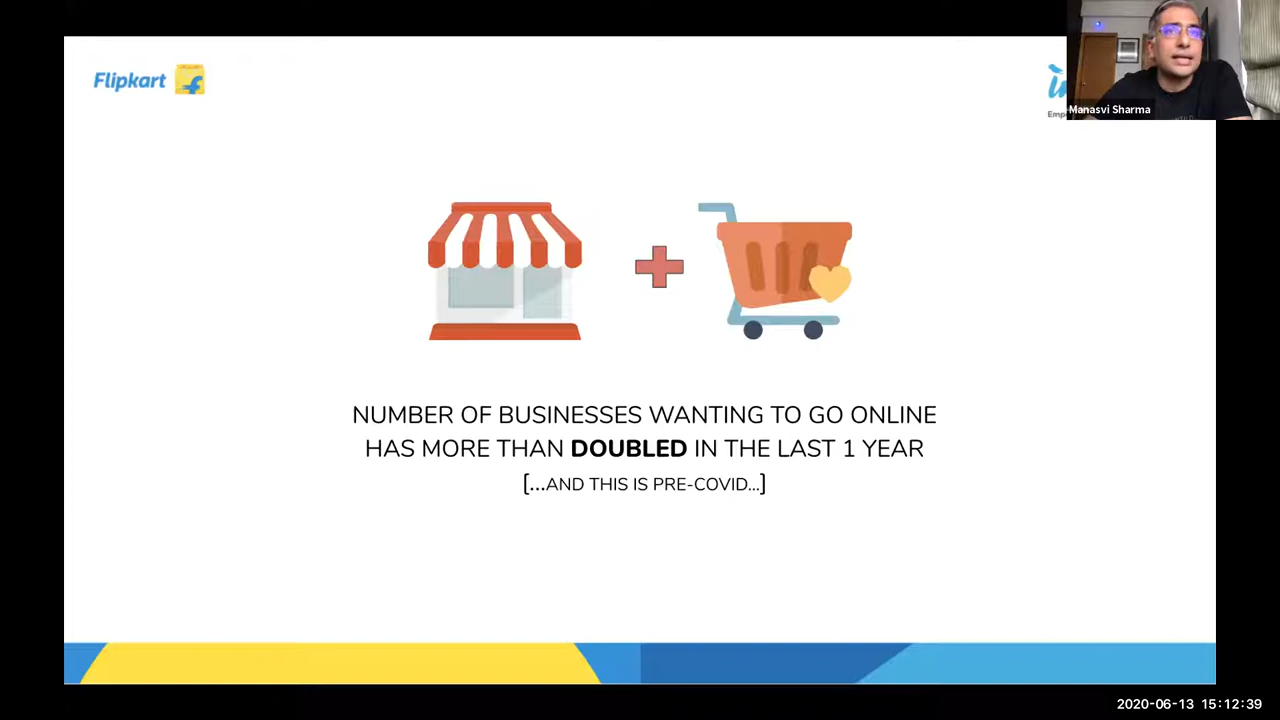 Flipkart
Manasvi Sharma
NUMBER OF BUSINESSES WANTING TO GO ONLINE
HAS MORE THAN DOUBLED IN THE LAST 1 YEAR
[...AND THIS IS PRE-COVID...]
2020-06-13 15:12:39